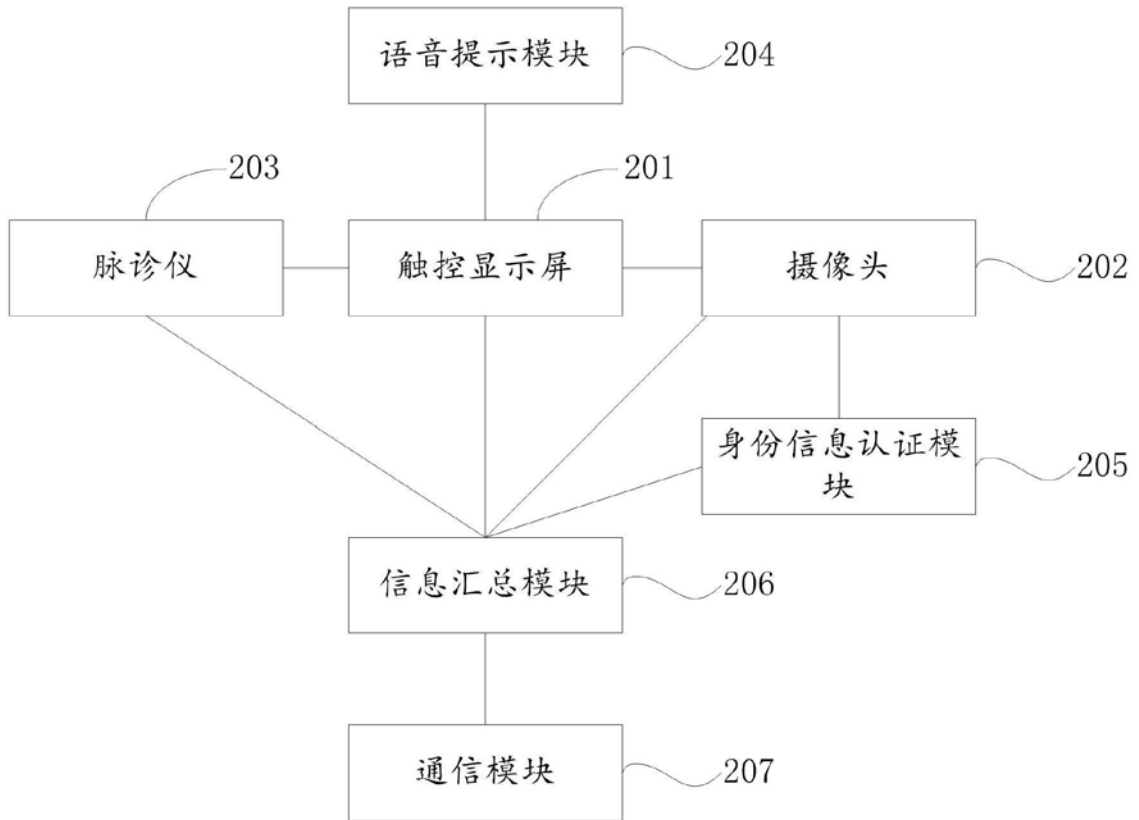 语音提示模块
204
203
201
脉诊仪
触控显示屏
摄像头
202
身份信息认证模
块
205
信息汇总模块
206
通信模块
207